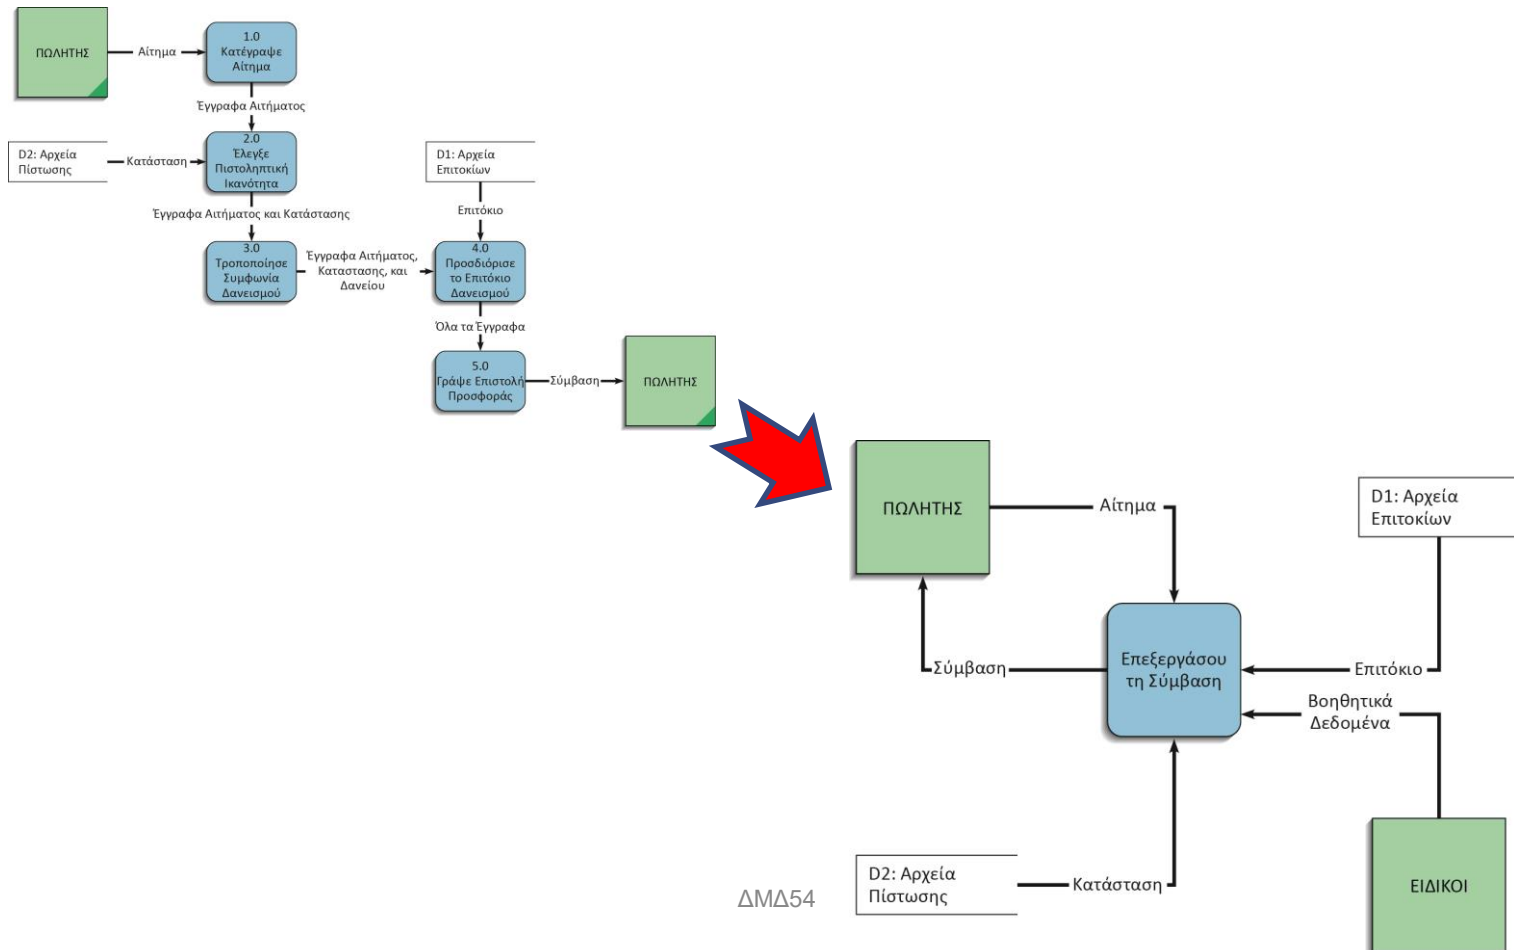 ΠΩΛΗΤΗΣ
Αίτημα
1.0
Κατέγραψε
Αίτημα
Έγγραφα Αιτήματος
D2: Αρχεία
Πίστωσης
Κατάσταση
2.0
Έλεγξε
Πιστοληπτική
Ικανότητα
D1: Αρχεία
Επιτοκίων
Έγγραφα Αιτήματος και Κατάστασης
Επιτόκιο
3.0
Τροποποίησε
Συμφωνία
Δανεισμού
Έγγραφα Αιτήματος,
Καταστασης, και
Δανείου
4.0
Προσδιόρισε
το Επιτόκιο
Δανεισμού
Όλα τα Έγγραφα
5.0
Γράψε Επιστολή
Προσφοράς
Σύμβαση
ΠΩΛΗΤΗΣ
ΠΩΛΗΤΗΣ
Αίτημα
D1: Αρχεία
Επιτοκίων
Σύμβαση
Επεξεργάσου
τη Σύμβαση
Επιτόκιο
Βοηθητικά
Δεδομένα
D2: Αρχεία
Πίστωσης
Κατάσταση
ΕΙΔΙΚΟΙ
ΔΜΔ54